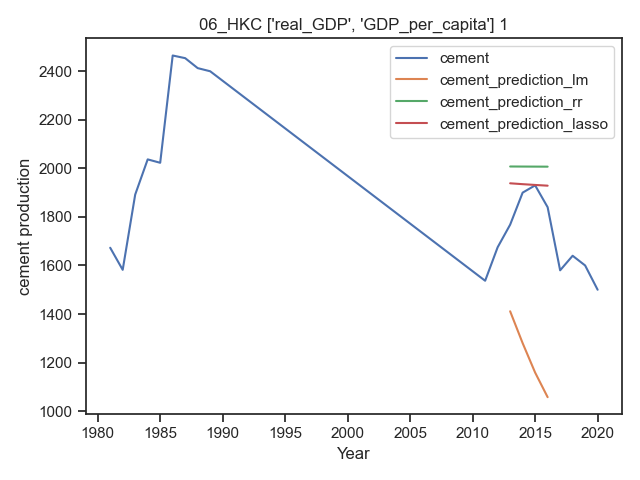 06_HKC ['real_GDP', 'GDP_per_capita'] 1
cement
cement_prediction_lm
cement_prediction_rr
cement_prediction_lasso
cement production
2400
2200
2000
1800
1600
1400
1200
1000
1980 1985 1990 1995 2000 2005 2010 2015 2020
Year